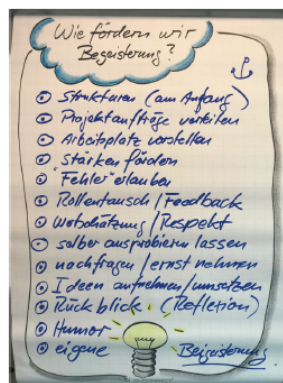 Wie fördern wir
Begeisterung?
Strukturen (am Anfang)
Projektaufträge verteilen
Arbeitsplatz vorstellen
Stärken fördern
Fehler erlauben
Rollentausch / Feedback
Wertschätzung / Respekt
selber ausprobieren lassen
nachfragen / ernst nehmen
Ideen aufnehmen / umsetzen
Rückblick (Refletion)
Humor
eigene Begeisterung